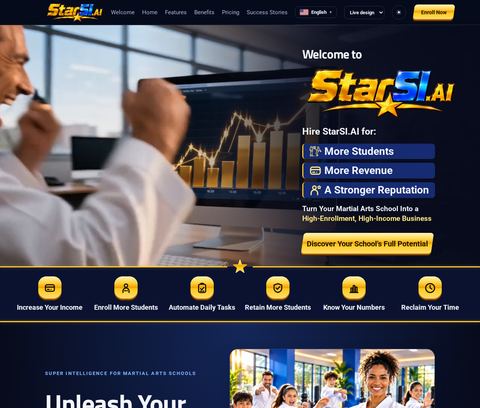 StarSI.AI
Welcome Home Features Benefits Pricing Success Stories English Live design Enroll Now
Welcome to
StarSI.AI
Hire StarSI.AI for:
More Students
More Revenue
A Stronger Reputation
Turn Your Martial Arts School Into a
High-Enrollment, High-Income Business
Discover Your School's Full Potential
Increase Your Income Enroll More Students Automate Daily Tasks Retain More Students Know Your Numbers Reclaim Your Time
SUPER INTELLIGENCE FOR MARTIAL ARTS SCHOOLS
Unleash Your